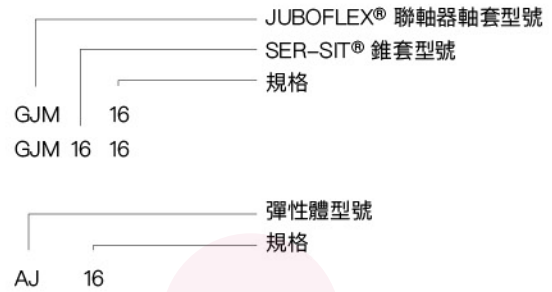 JUBOFLEX® 聯軸器軸套型號
SER-SIT® 錐套型號
規格
GJM 16
GJM 16 16
彈性體型號
規格
AJ 16